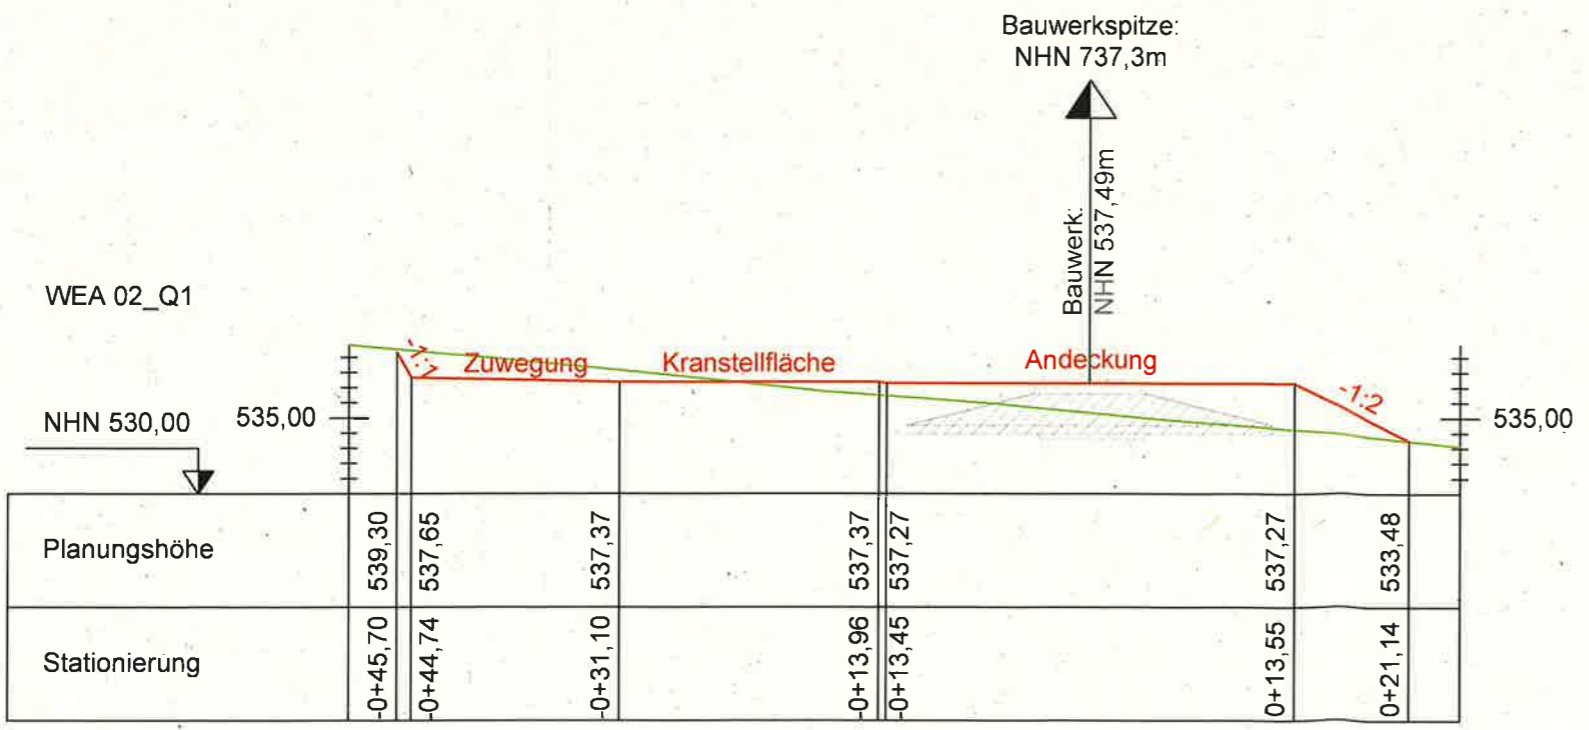 Bauwerkspitze:
NHN 737,3m
Bauwerk:
NHN 537,49m
WEA 02_Q1
-1:1
Zuwegung
Kranstellfläche
Andeckung
-1:2
NHN 530,00
535,00
535,00
Planungshöhe
539,30
537,65
537,37
537,37
537,27
537,27
533,48
Stationierung
-0+45,70
-0+44,74
-0+31,10
-0+13,96
-0+13,45
0+13,55
0+21,14